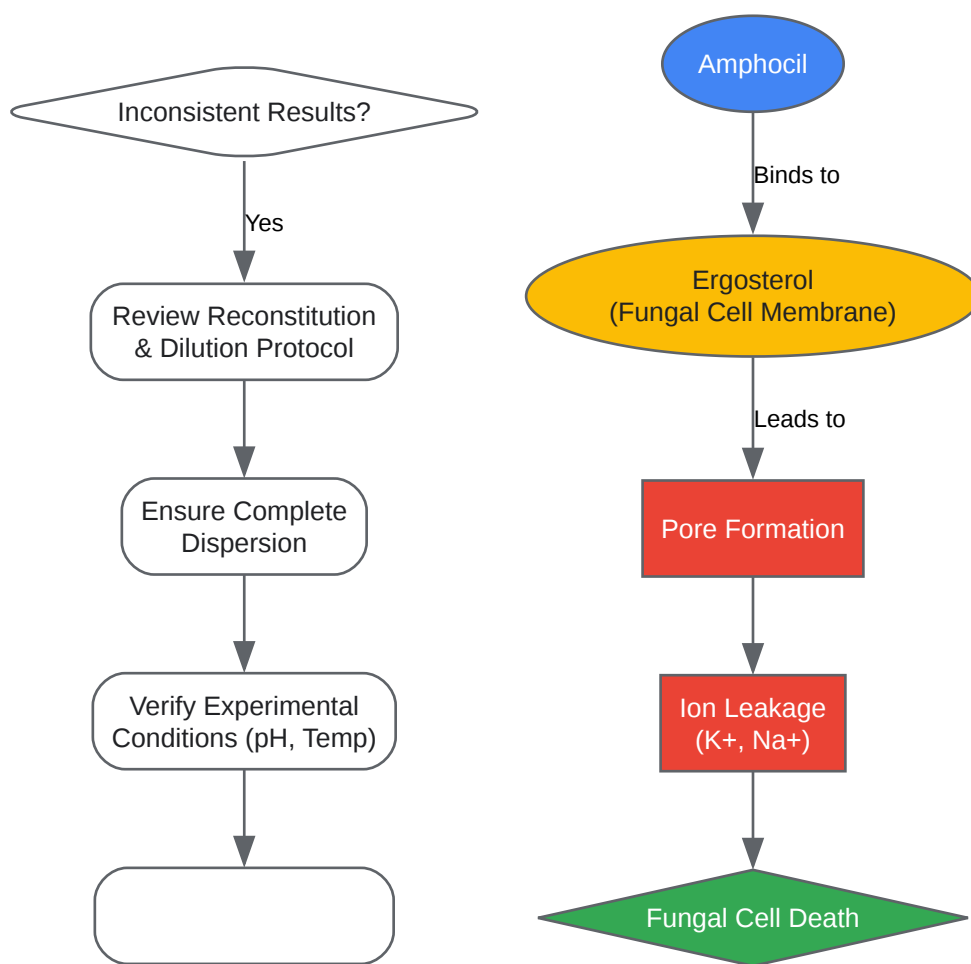 Inconsistent Results?
Yes
Review Reconstitution
& Dilution Protocol
Ensure Complete
Dispersion
Verify Experimental
Conditions (pH, Temp)
Amphocil
Binds to
Ergosterol
(Fungal Cell Membrane)
Leads to
Pore Formation
Ion Leakage
(K+, Na+)
Fungal Cell Death